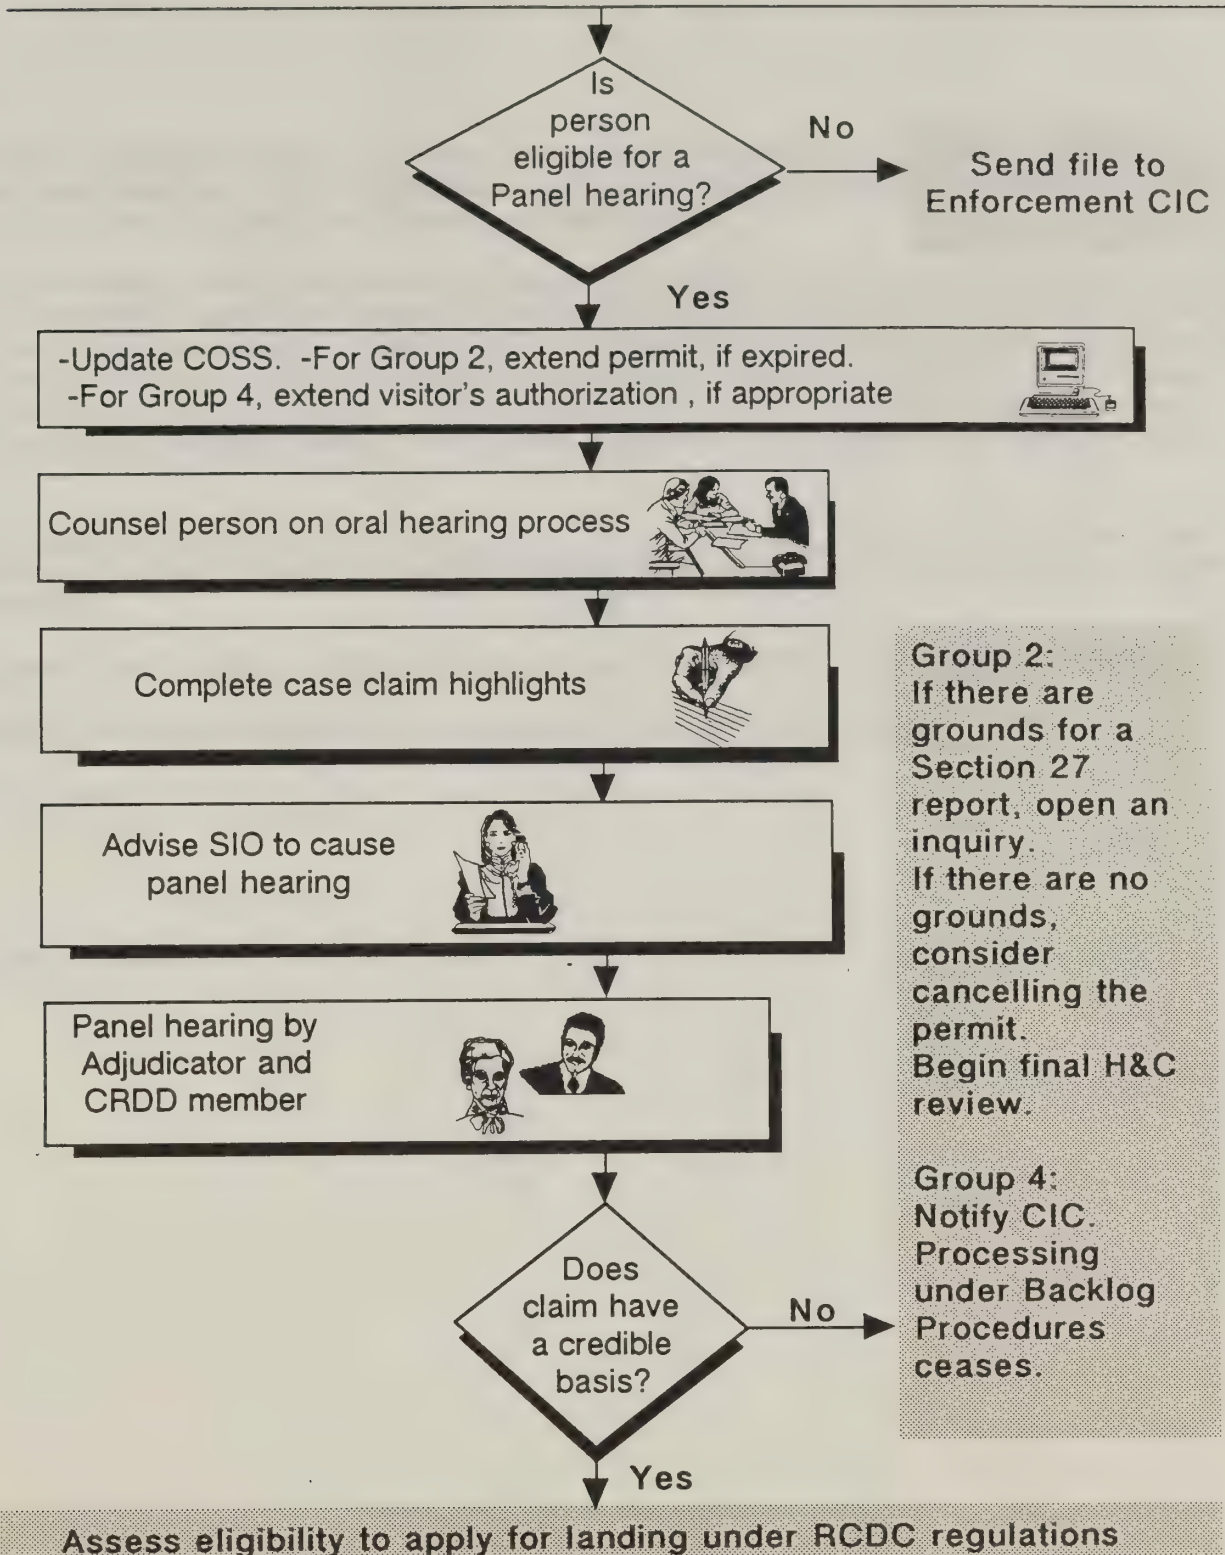 Is
person
eligible for a
Panel hearing?
No
Send file to
Enforcement CIC
Yes
-Update COSS. -For Group 2, extend permit, if expired.
-For Group 4, extend visitor's authorization , if appropriate
Counsel person on oral hearing process
Complete case claim highlights
Advise SIO to cause
panel hearing
Panel hearing by
Adjudicator and
CRDD member
Does
claim have
a credible
basis?
No
Group 2:
If there are
grounds for a
Section 27
report, open an
inquiry.
If there are no
grounds,
consider
cancelling the
permit.
Begin final H&C
review.
Group 4:
Notify CIC.
Processing
under Backlog
Procedures
ceases.
Yes
Assess eligibility to apply for landing under RCDC regulations